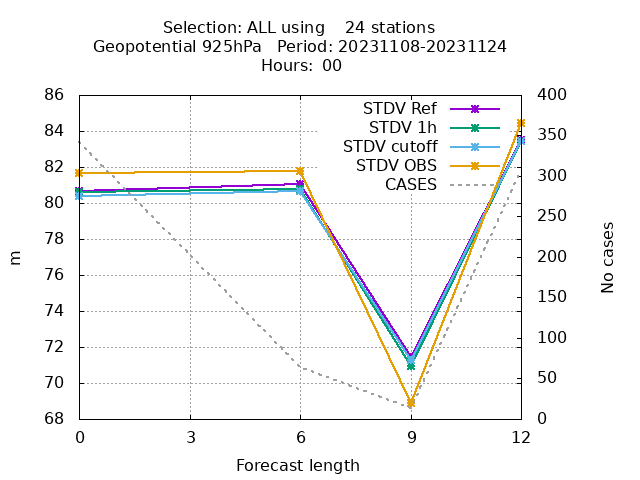 Selection: ALL using    24 stations
Geopotential 925hPa   Period: 20231108-20231124
Hours:  00
86
84
82
80
78
76
74
72
70
68
m
STDV Ref
STDV 1h
STDV cutoff
STDV OBS
CASES
400
350
300
250
200
150
100
50
0
No cases
0 3 6 9 12
Forecast length